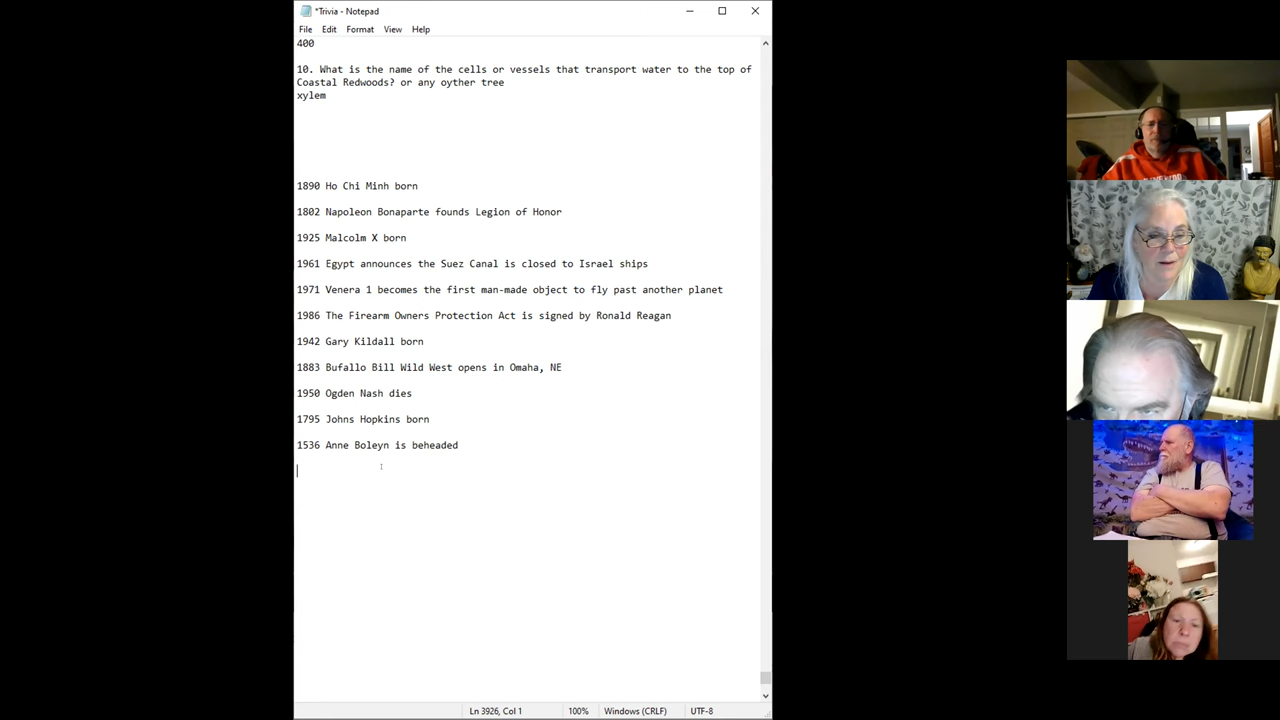 *Trivia - Notepad
File Edit Format View Help
400
10. What is the name of the cells or vessels that transport water to the top of
Coastal Redwoods? or any oyther tree
xylem
1890 Ho Chi Minh born
1802 Napoleon Bonaparte founds Legion of Honor
1925 Malcolm X born
1961 Egypt announces the Suez Canal is closed to Israel ships
1971 Venera 1 becomes the first man-made object to fly past another planet
1986 The Firearm Owners Protection Act is signed by Ronald Reagan
1942 Gary Kildall born
1883 Bufallo Bill Wild West opens in Omaha, NE
1950 Ogden Nash dies
1795 Johns Hopkins born
1536 Anne Boleyn is beheaded
Ln 3926, Col 1 100% Windows (CRLF) UTF-8